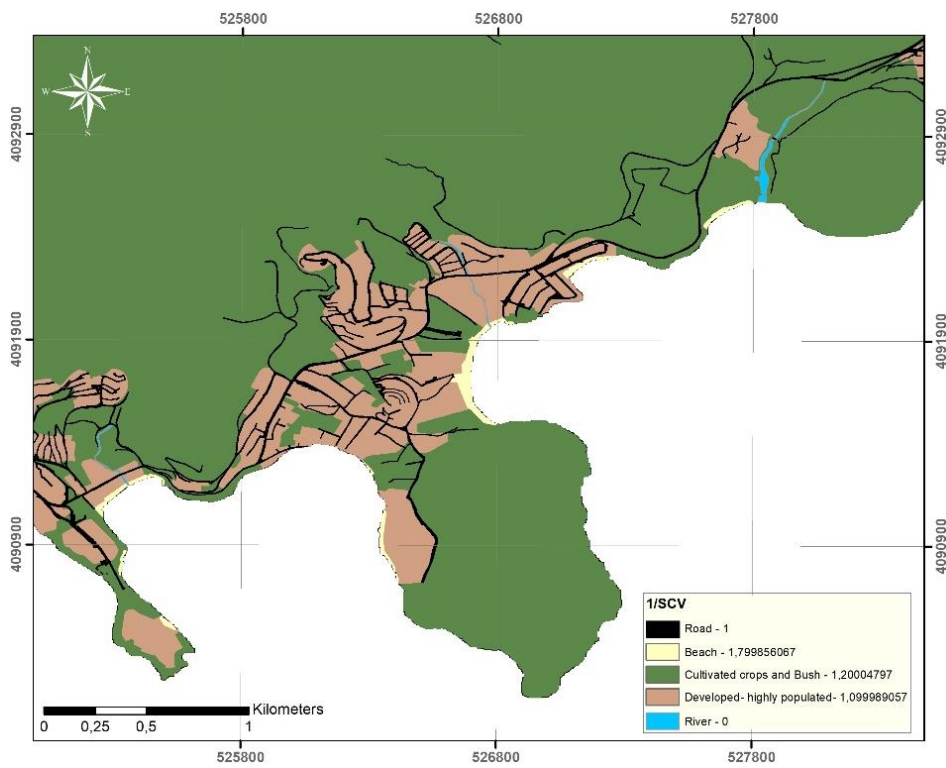 525800 526800 527800
N
W E
S
4092900 4092900
4091900 4091900
4090900 4090900
1/SCV
Road - 1
Beach - 1,799856067
Cultivated crops and Bush - 1,20004797
Developed- highly populated- 1,099989057
River - 0
Kilometers
0 0,25 0,5 1
525800 526800 527800